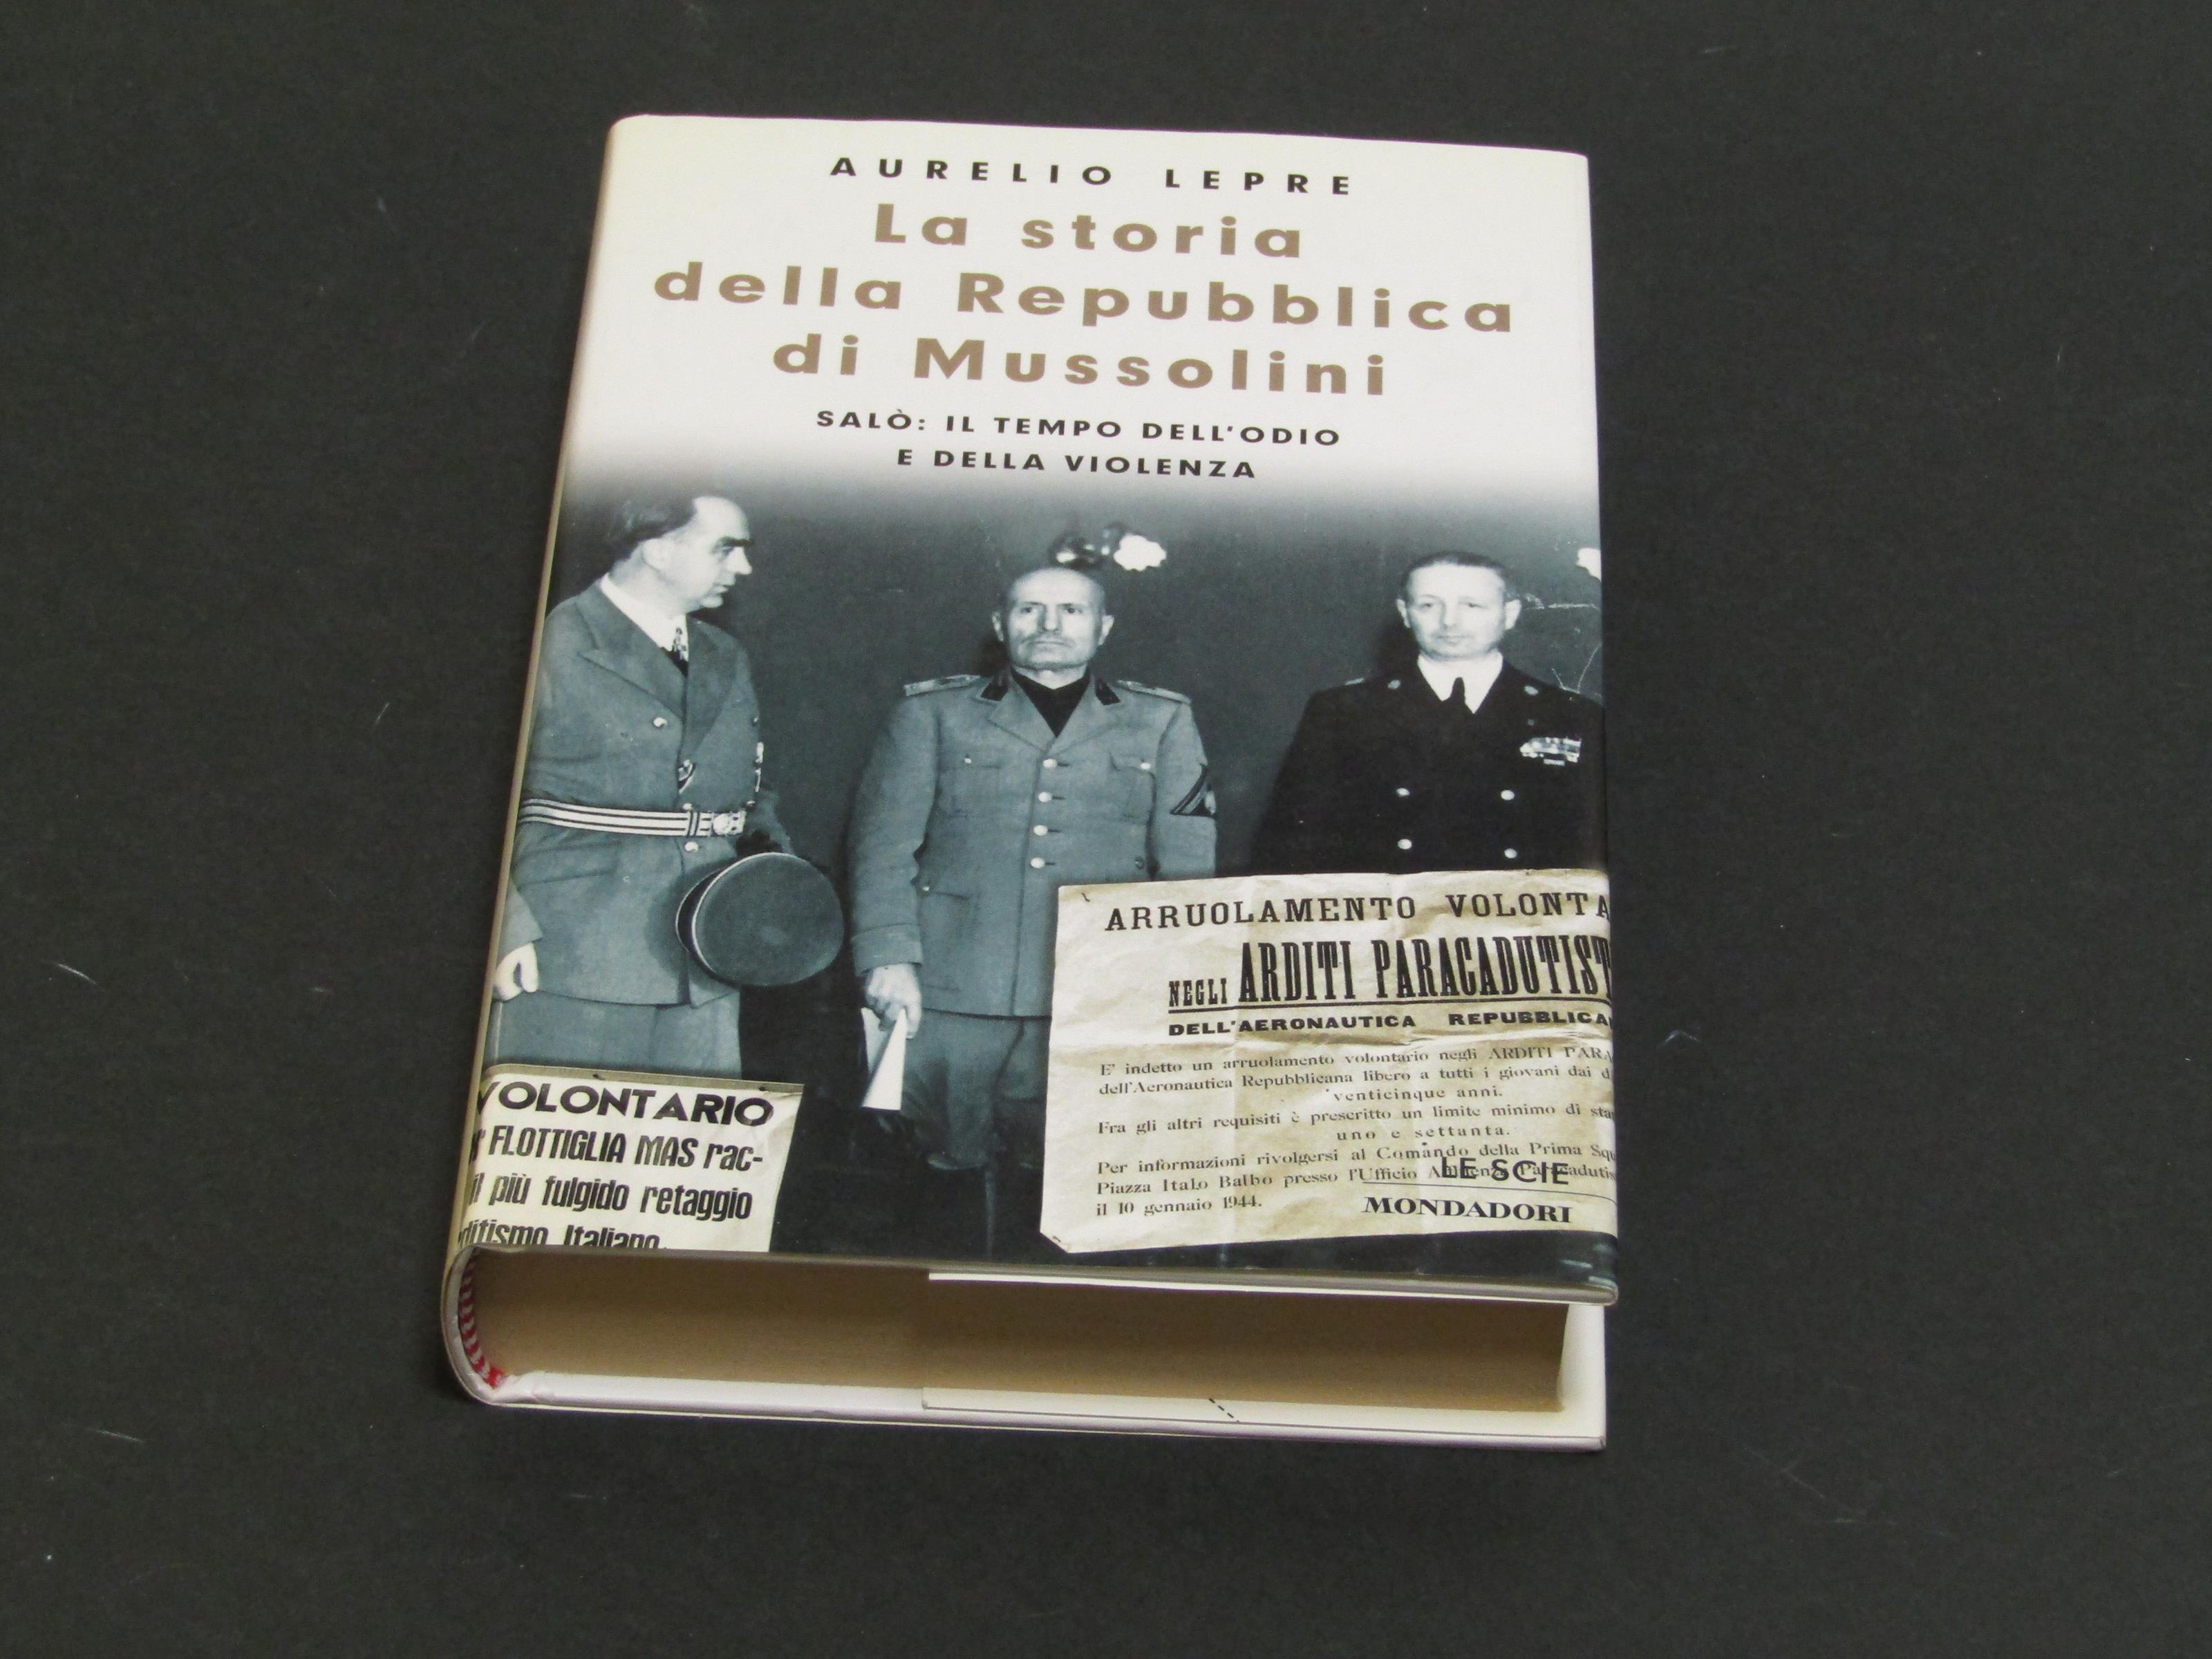 AURELIO LEPRE
La storia
della Repubblica
di Mussolini
SALÒ: IL TEMPO DELL'ODIO
E DELLA VIOLENZA
ARRUOLAMENTO VOLONTA
NEGLI ARDITI PARACADUTIST
DELL'AERONAUTICA REPUBBLICA
E' indetto un arruolamento volontario negli ARDITI PARA
dell'Aeronautica Repubblicana libero a tutti i giovani dai d
venticinque anni.
Fra gli altri requisiti è prescritto un limite minimo di sta
uno e settanta.
Per informazioni rivolgersi al Comando della Prima Squ
Piazza Italo Balbo presso l'Ufficio
il 10 gennaio 1944.
LE SCIE
MONDADORI
VOLONTARIO
FLOTTIGLIA MAS rac-
il più fulgido retaggio
ditismo Italiano.